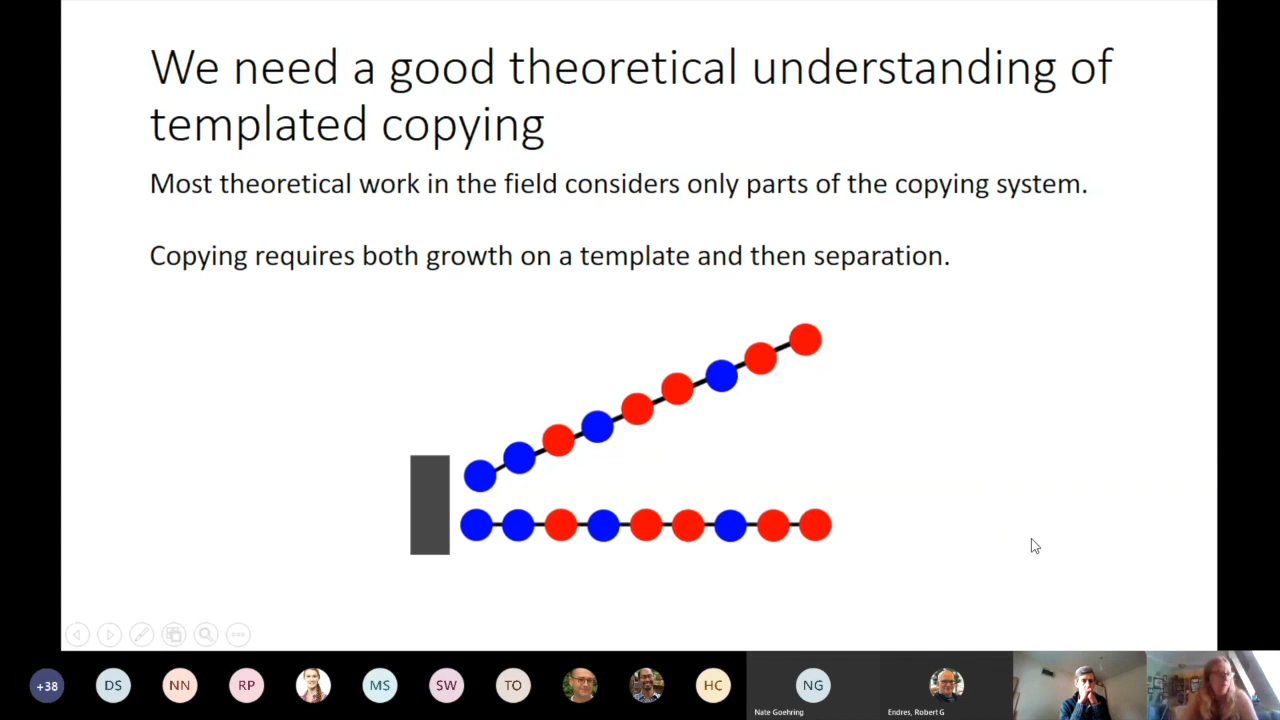 We need a good theoretical understanding of
templated copying
Most theoretical work in the field considers only parts of the copying system.
Copying requires both growth on a template and then separation.
+38
DS
NN
RP
MS
SW
TO
HC
NG
Nate Goehring
Endres, Robert G